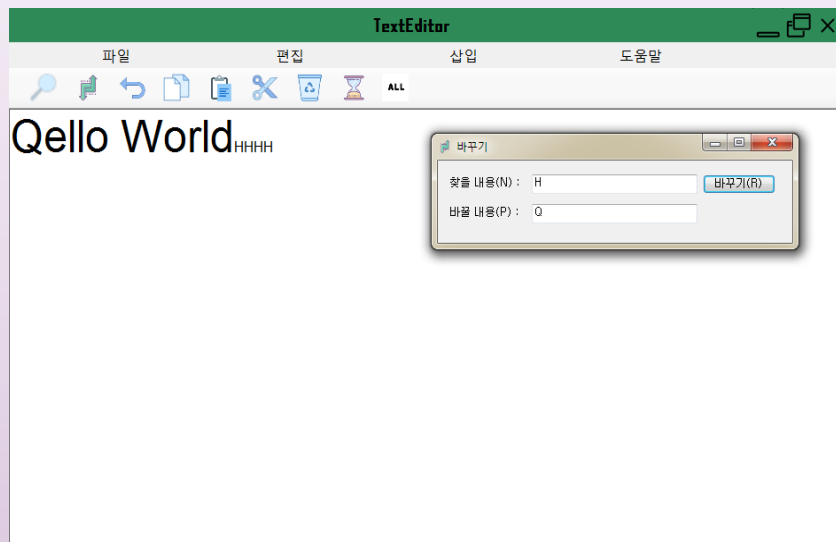 TextEditor
파일 편집 삽입 도움말
ALL
Qello WorldHHHH
바꾸기
찾을 내용(N) : H 바꾸기(R)
바꿀 내용(P) : Q